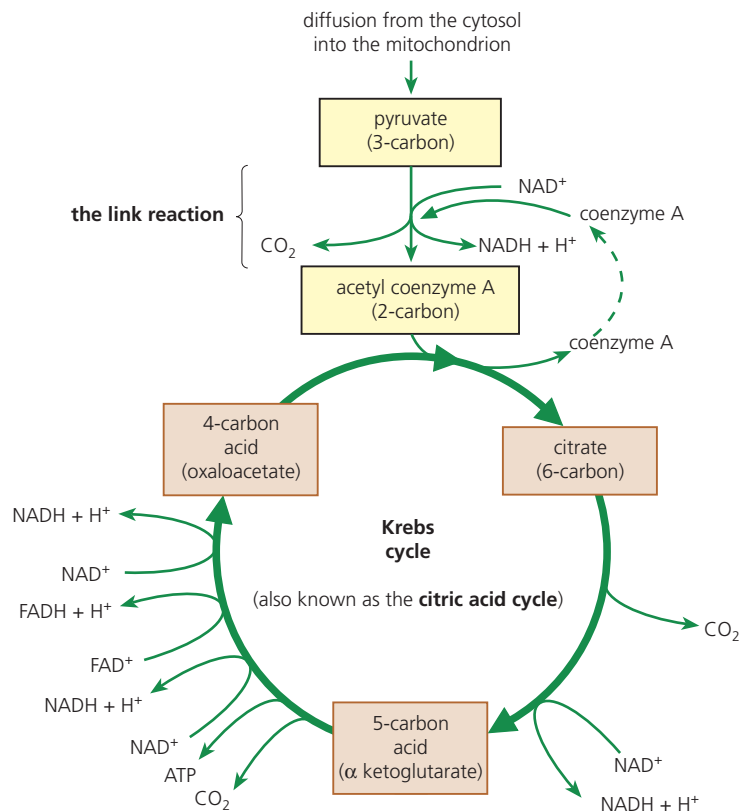 diffusion from the cytosol
into the mitochondrion
pyruvate
(3-carbon)
the link reaction
NAD⁺
coenzyme A
CO₂
NADH + H⁺
acetyl coenzyme A
(2-carbon)
coenzyme A
4-carbon
acid
(oxaloacetate)
citrate
(6-carbon)
NADH + H⁺
Krebs
cycle
NAD⁺
(also known as the citric acid cycle)
FADH + H⁺
CO₂
FAD⁺
NADH + H⁺
5-carbon
acid
(α ketoglutarate)
NAD⁺
ATP
CO₂
NAD⁺
NADH + H⁺